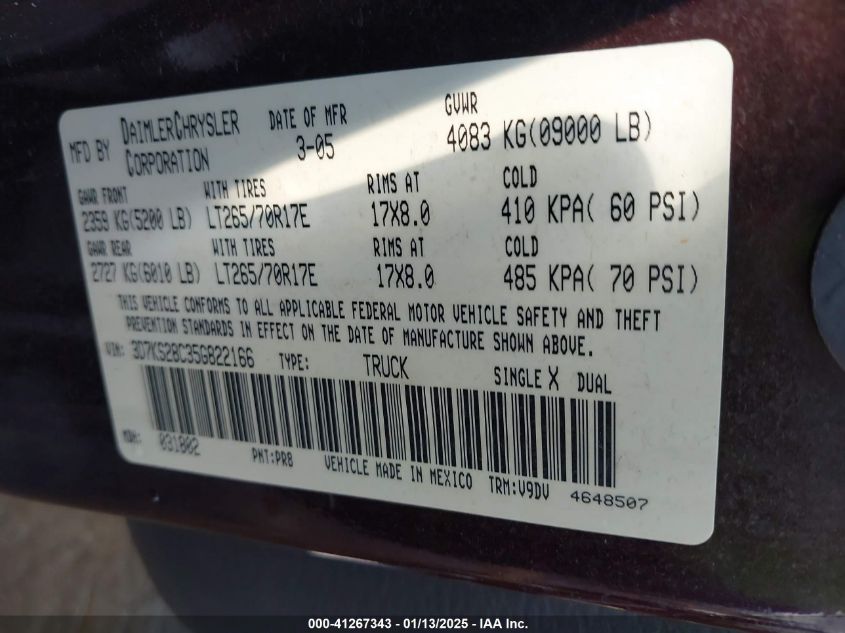 MFD BY DAIMLERCHRYSLER CORPORATION DATE OF MFR 3-05 GVWR 4083 KG(09000 LB)
GAWR FRONT WITH TIRES RIMS AT COLD
2359 KG(5200 LB) LT265/70R17E 17X8.0 410 KPA( 60 PSI)
GAWR REAR WITH TIRES RIMS AT COLD
2727 KG(6010 LB) LT265/70R17E 17X8.0 485 KPA( 70 PSI)
THIS VEHICLE CONFORMS TO ALL APPLICABLE FEDERAL MOTOR VEHICLE SAFETY AND THEFT
PREVENTION STANDARDS IN EFFECT ON THE DATE OF MANUFACTURE SHOWN ABOVE.
VIN: 3D7KS28C35G822166 TYPE: TRUCK SINGLE X DUAL
MDH: 031802 PNT:PR8 VEHICLE MADE IN MEXICO TRM:V9DV 4648507
000-41267343 - 01/13/2025 - IAA Inc.